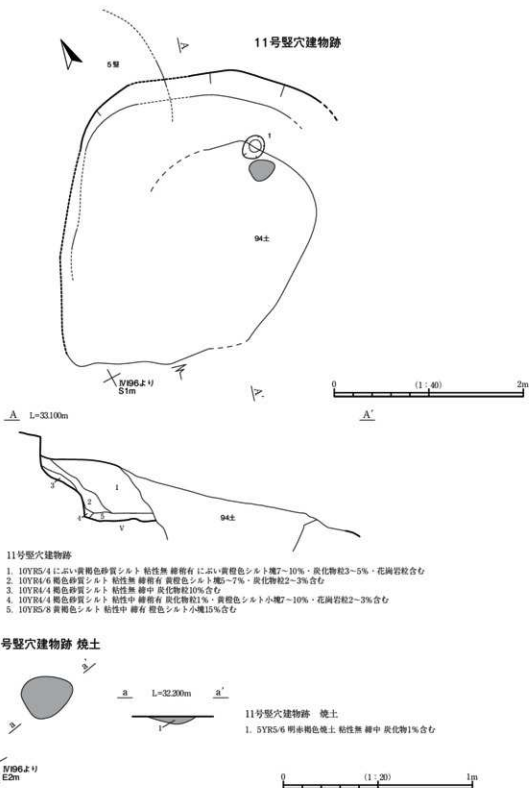 11号竪穴建物跡
A
5竪
1
94土
ⅣI96より
S1m
A'
0 (1:40) 2m
A L=33.100m A'
1
2
3
4
5
V
94土
11号竪穴建物跡
1. 10YR5/4 にぶい黄褐色砂質シルト 粘性無 締稍有 にぶい黄橙色シルト塊7~10%・炭化物粒3~5%・花崗岩粒含む
2. 10YR4/6 褐色砂質シルト 粘性無 締稍有 黄橙色シルト塊5~7%・炭化物粒2~3%含む
3. 10YR4/4 褐色砂質シルト 粘性無 締中 炭化物粒10%含む
4. 10YR4/4 褐色砂質シルト 粘性中 締稍有 炭化物粒1%・黄橙色シルト小塊7~10%・花崗岩粒2~3%含む
5. 10YR5/8 黄褐色シルト 粘性中 締有 橙色シルト小塊15%含む
号竪穴建物跡 焼土
a'
a
a L=32.200m a'
1
11号竪穴建物跡 焼土
1. 5YR5/6 明赤褐色焼土 粘性無 締中 炭化物1%含む
ⅣI96より
E2m
0 (1:20) 1m